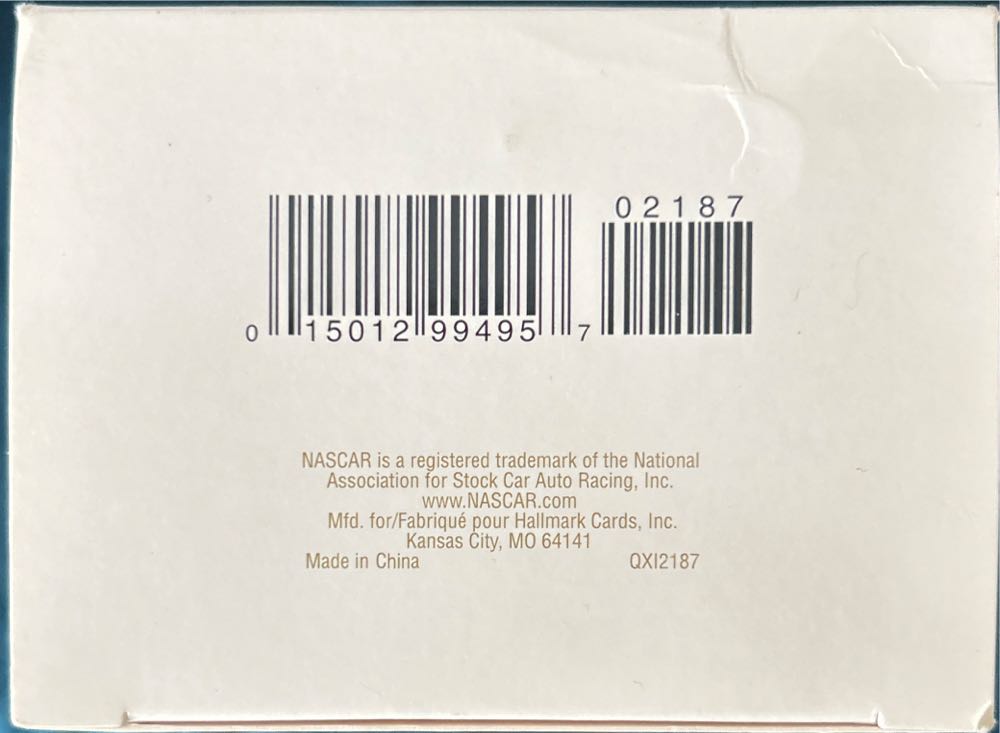 02187
0 15012 99495 7
NASCAR is a registered trademark of the National
Association for Stock Car Auto Racing, Inc.
www.NASCAR.com
Mfd. for/Fabriqué pour Hallmark Cards, Inc.
Kansas City, MO 64141
Made in China QXI2187